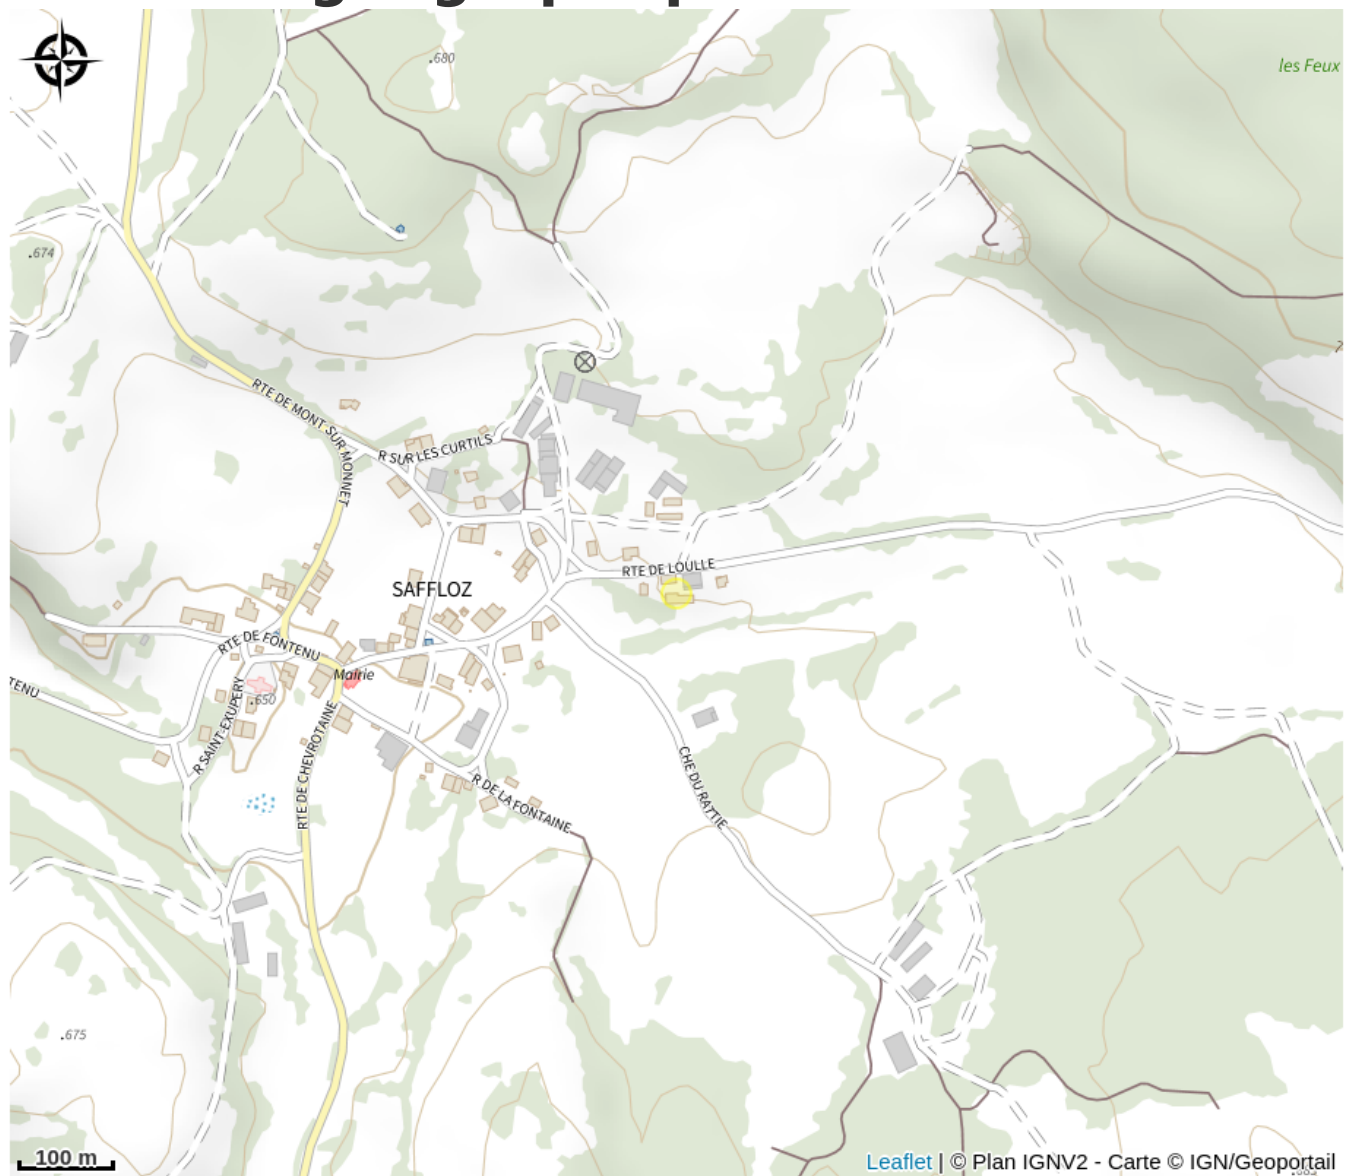 .680
les Feux
.674
RTE DE MONT SUR MONNET
R SUR LES CURTILS
RTE DE LOULLE
SAFFLOZ
RTE DE FONTENU
Mairie
TENU
.650
R SAINT-EXUPERY
RTE DE CHEVROTAINE
CHE DU RATTIE
R DE LA FONTAINE
.675
100 m
Leaflet | © Plan IGNV2 - Carte © IGN/Geoportail